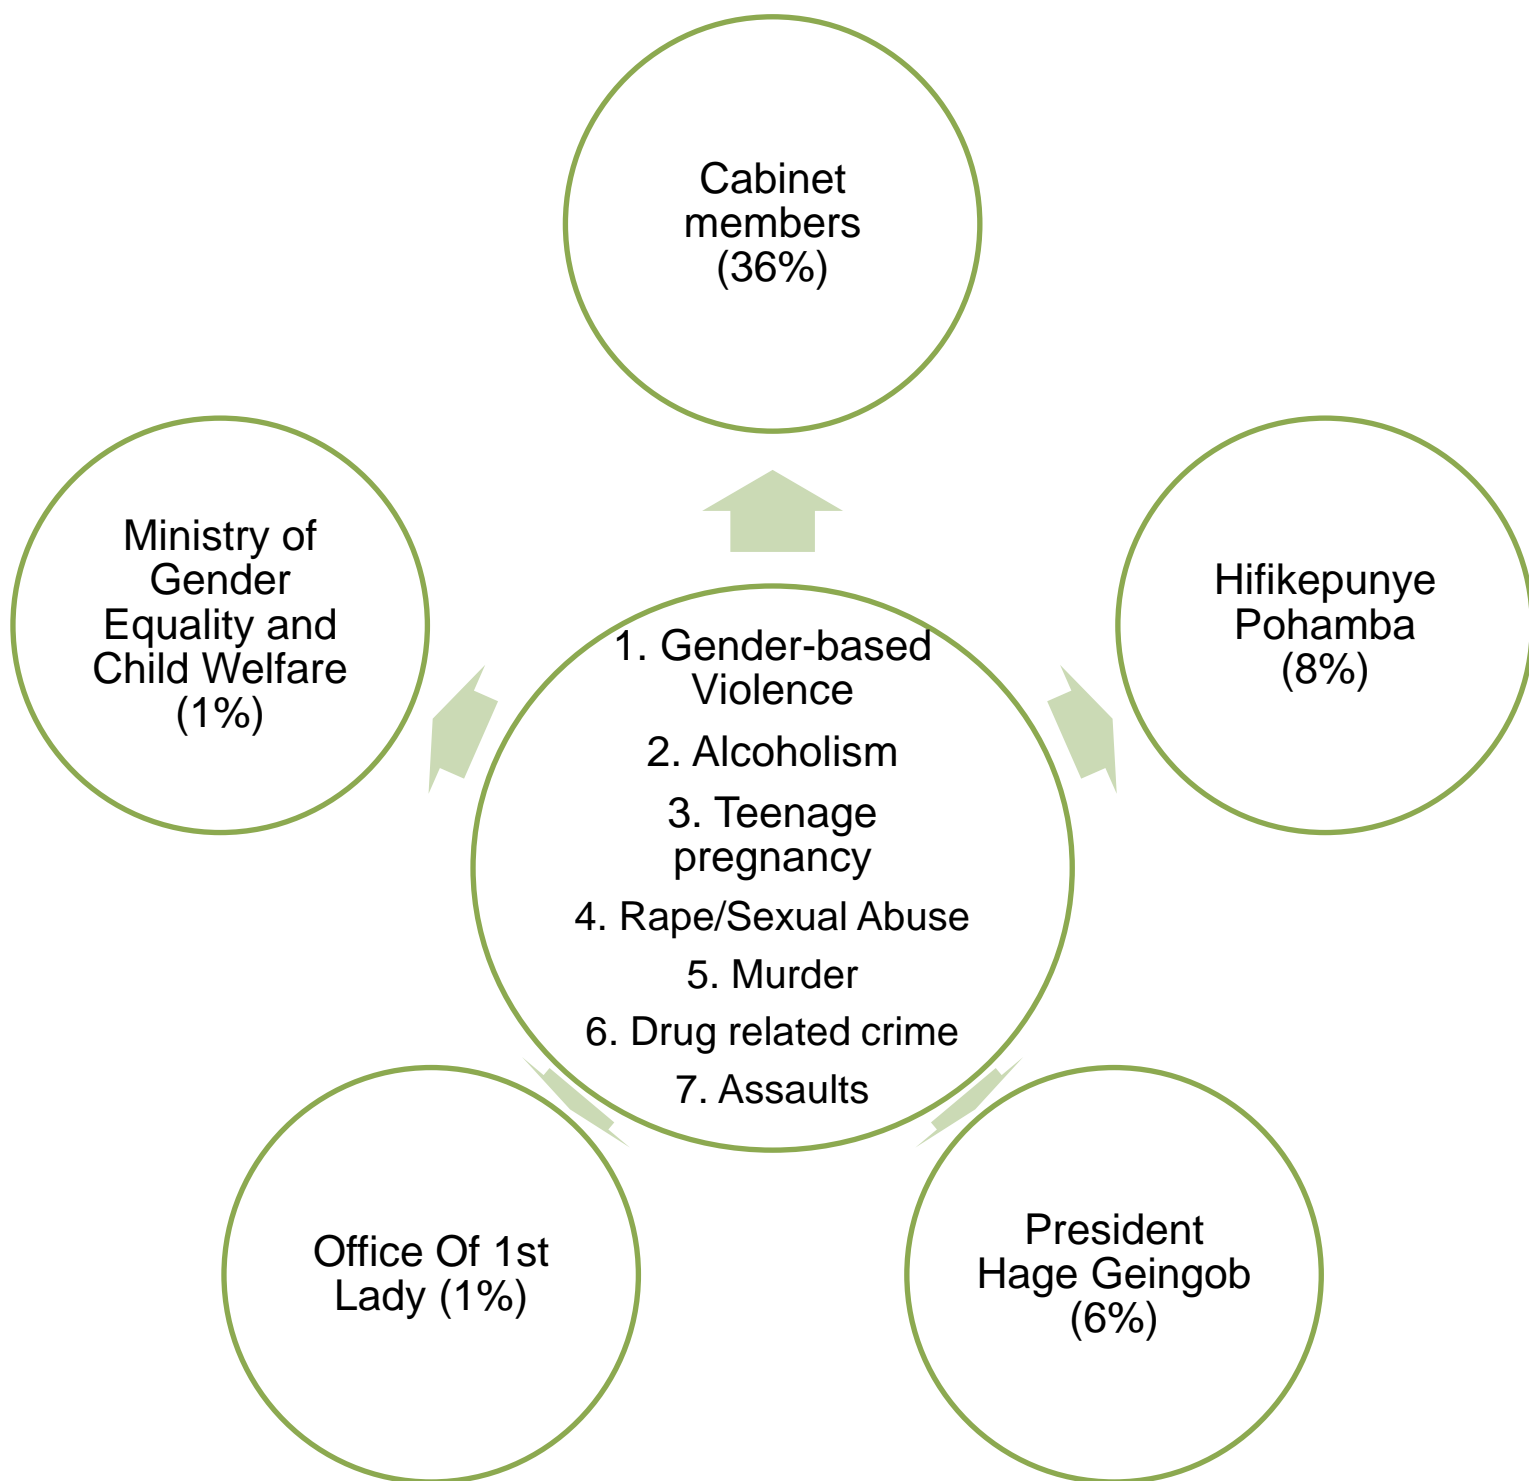 Cabinet
members
(36%)
Ministry of
Gender
Equality and
Child Welfare
(1%)
Hifikepunye
Pohamba
(8%)
1. Gender-based
Violence
2. Alcoholism
3. Teenage
pregnancy
4. Rape/Sexual Abuse
5. Murder
6. Drug related crime
7. Assaults
Office Of 1st
Lady (1%)
President
Hage Geingob
(6%)